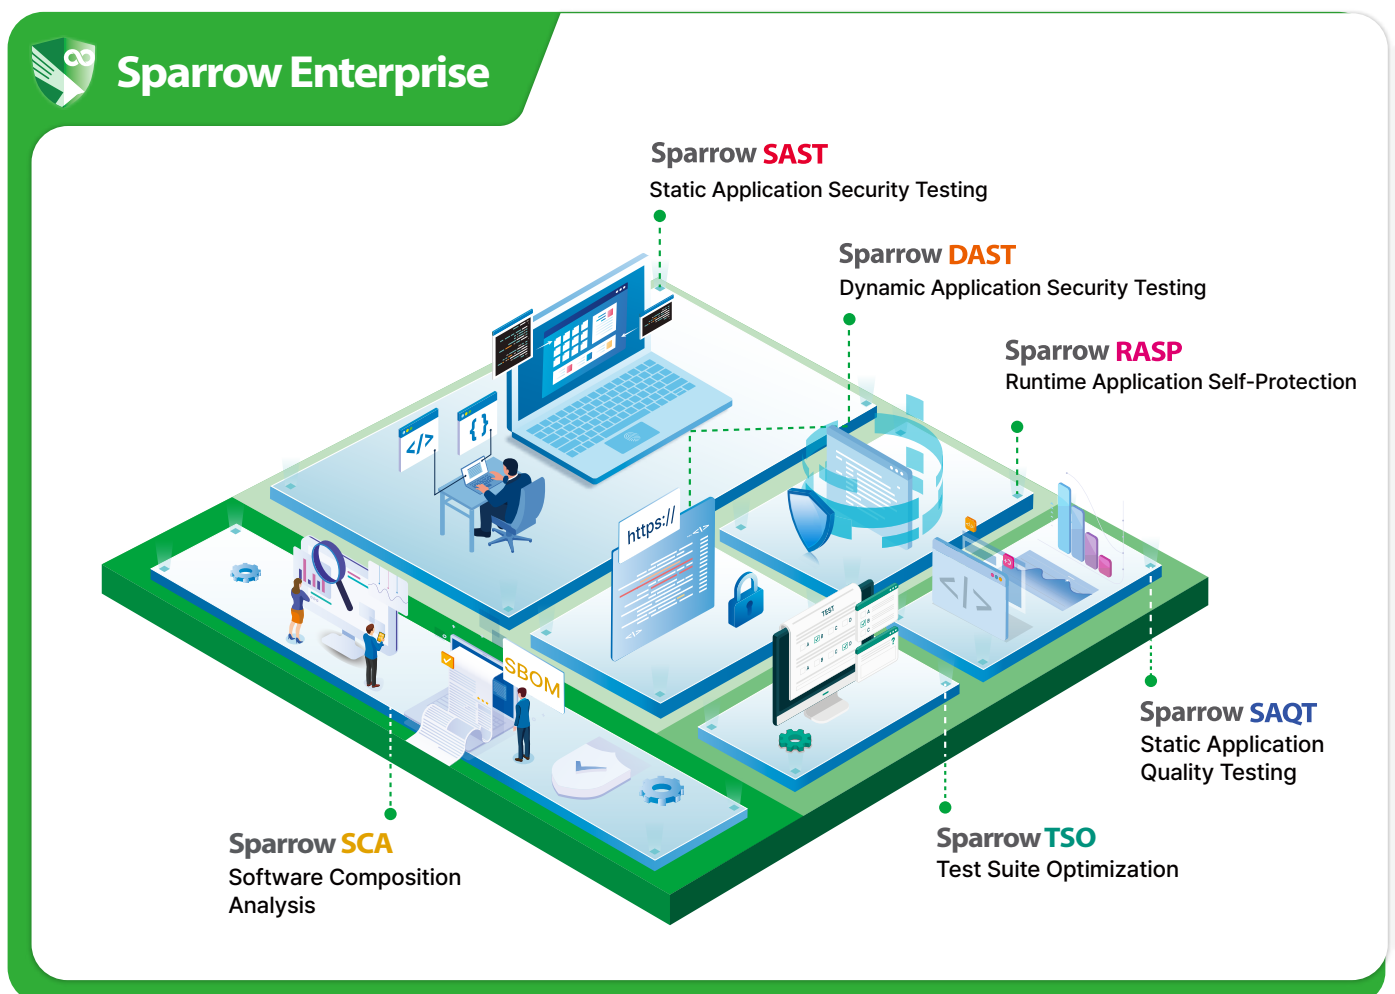 Sparrow Enterprise
Sparrow SAST
Static Application Security Testing
Sparrow DAST
Dynamic Application Security Testing
Sparrow RASP
Runtime Application Self-Protection
</>
{ }
https://
</>
</>
</>
TEST
SBOM
Sparrow SAQT
Static Application
Quality Testing
Sparrow TSO
Test Suite Optimization
Sparrow SCA
Software Composition
Analysis